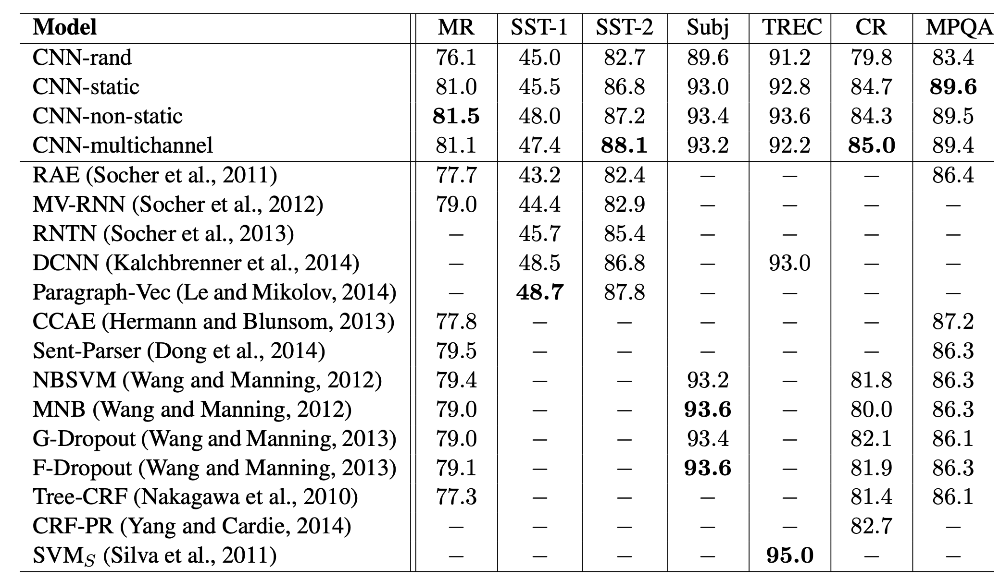 Model MR SST-1 SST-2 Subj TREC CR MPQA
CNN-rand 76.1 45.0 82.7 89.6 91.2 79.8 83.4
CNN-static 81.0 45.5 86.8 93.0 92.8 84.7 89.6
CNN-non-static 81.5 48.0 87.2 93.4 93.6 84.3 89.5
CNN-multichannel 81.1 47.4 88.1 93.2 92.2 85.0 89.4
RAE (Socher et al., 2011) 77.7 43.2 82.4 – – – 86.4
MV-RNN (Socher et al., 2012) 79.0 44.4 82.9 – – – –
RNTN (Socher et al., 2013) – 45.7 85.4 – – – –
DCNN (Kalchbrenner et al., 2014) – 48.5 86.8 – 93.0 – –
Paragraph-Vec (Le and Mikolov, 2014) – 48.7 87.8 – – – –
CCAE (Hermann and Blunsom, 2013) 77.8 – – – – – 87.2
Sent-Parser (Dong et al., 2014) 79.5 – – – – – 86.3
NBSVM (Wang and Manning, 2012) 79.4 – – 93.2 – 81.8 86.3
MNB (Wang and Manning, 2012) 79.0 – – 93.6 – 80.0 86.3
G-Dropout (Wang and Manning, 2013) 79.0 – – 93.4 – 82.1 86.1
F-Dropout (Wang and Manning, 2013) 79.1 – – 93.6 – 81.9 86.3
Tree-CRF (Nakagawa et al., 2010) 77.3 – – – – 81.4 86.1
CRF-PR (Yang and Cardie, 2014) – – – – – 82.7 –
SVMS (Silva et al., 2011) – – – – 95.0 – –